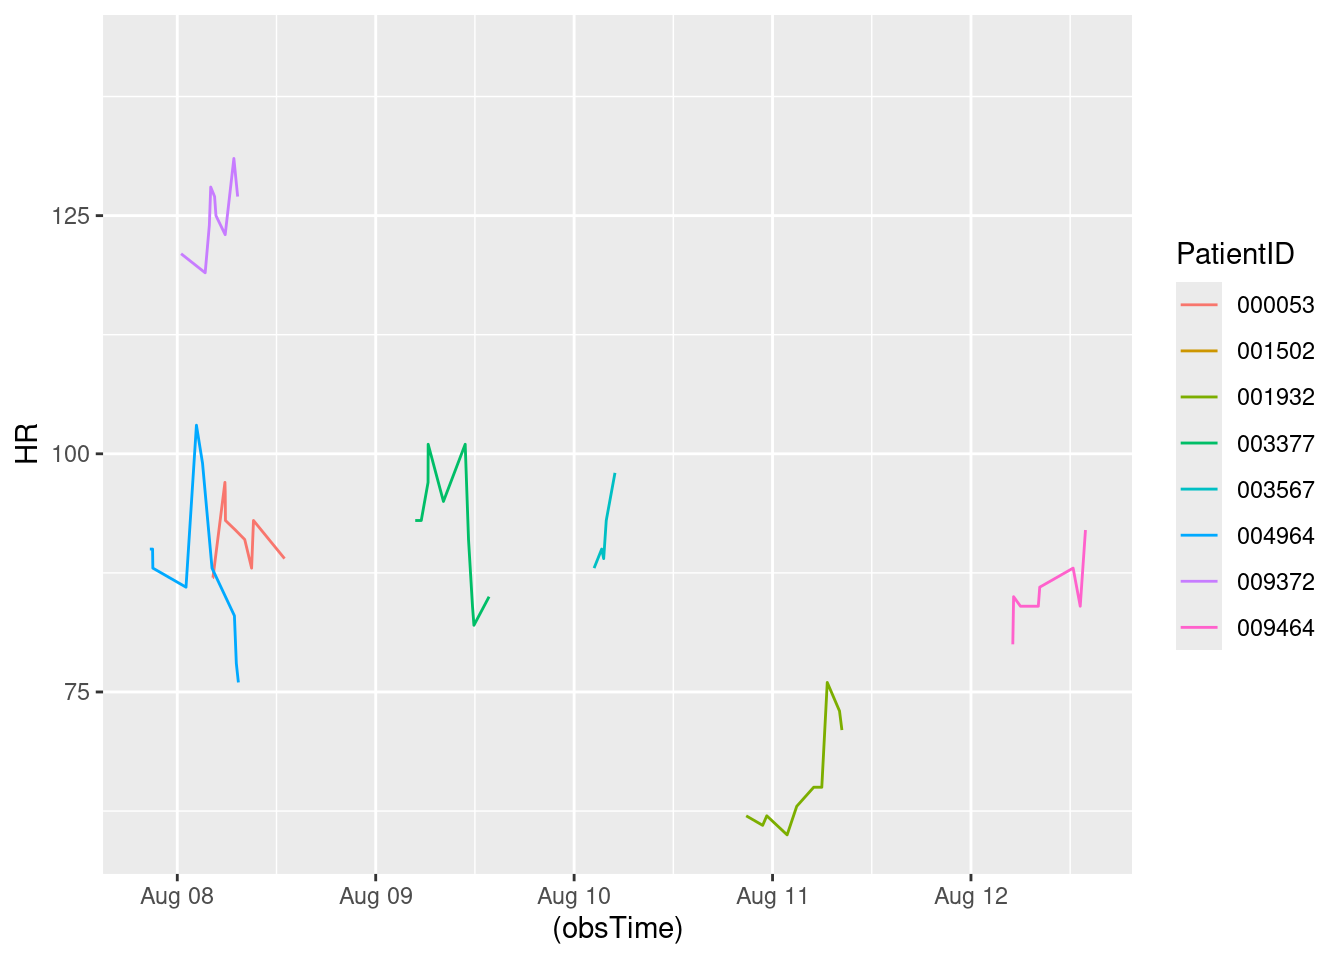 HR
125
100
75
Aug 08
Aug 09
Aug 10
Aug 11
Aug 12
(obsTime)
PatientID
000053
001502
001932
003377
003567
004964
009372
009464